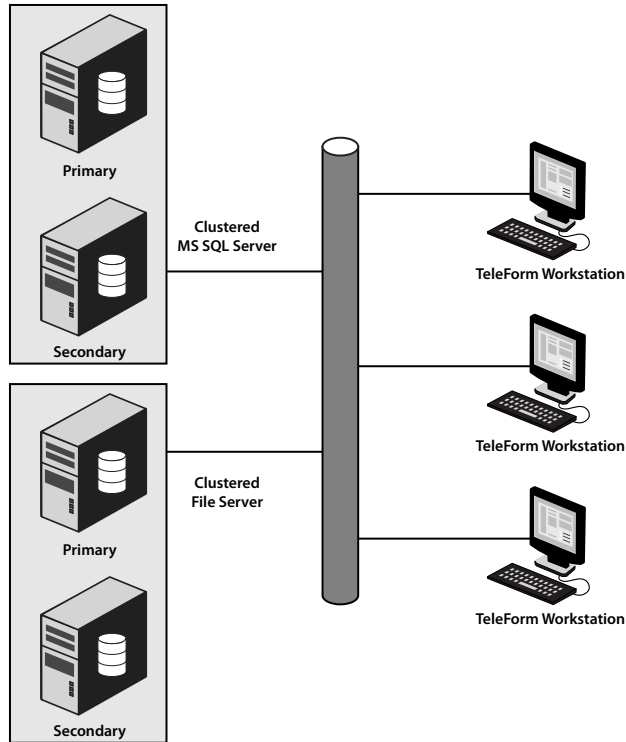 Primary
Clustered
MS SQL Server
Secondary
TeleForm Workstation
TeleForm Workstation
Clustered
File Server
Primary
TeleForm Workstation
Secondary